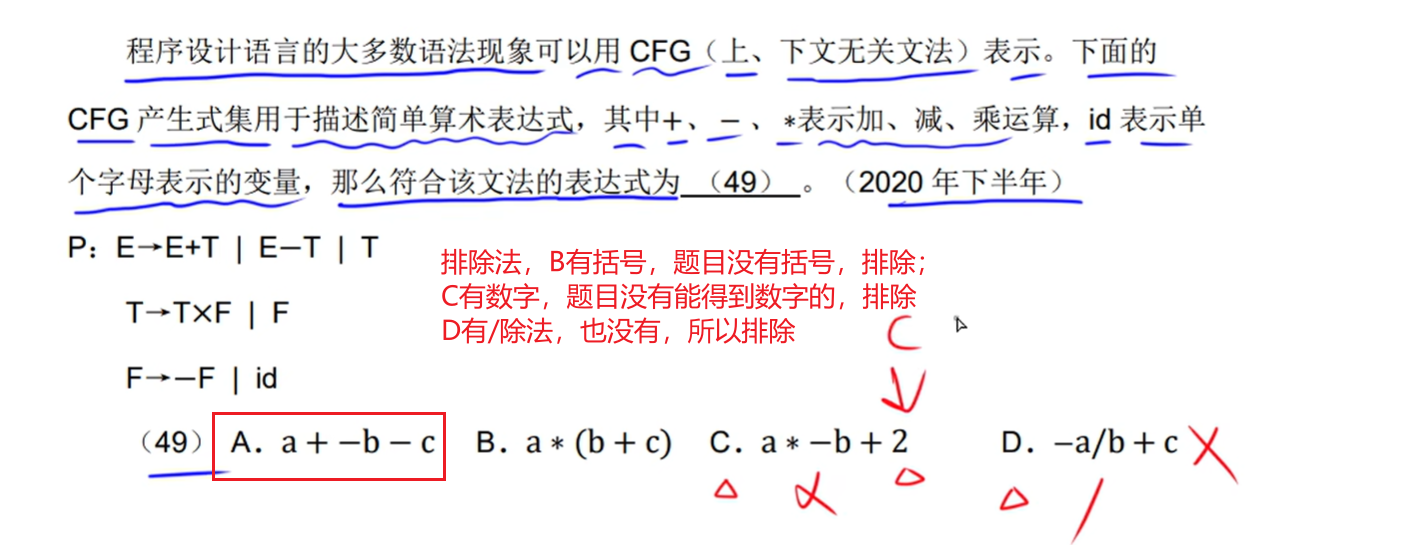 程序设计语言的大多数语法现象可以用 CFG（上、下文无关文法）表示。下面的
CFG 产生式集用于描述简单算术表达式，其中+、－、*表示加、减、乘运算，id 表示单
个字母表示的变量，那么符合该文法的表达式为 （49） 。（2020 年下半年）
P：E→E+T | E－T | T
排除法，B有括号，题目没有括号，排除；
C有数字，题目没有能得到数字的，排除
T→T×F | F
D有/除法，也没有，所以排除
C
F→－F | id
（49） A．a + −b − c B．a ∗ (b + c) C．a ∗ −b + 2 D．−a/b + c